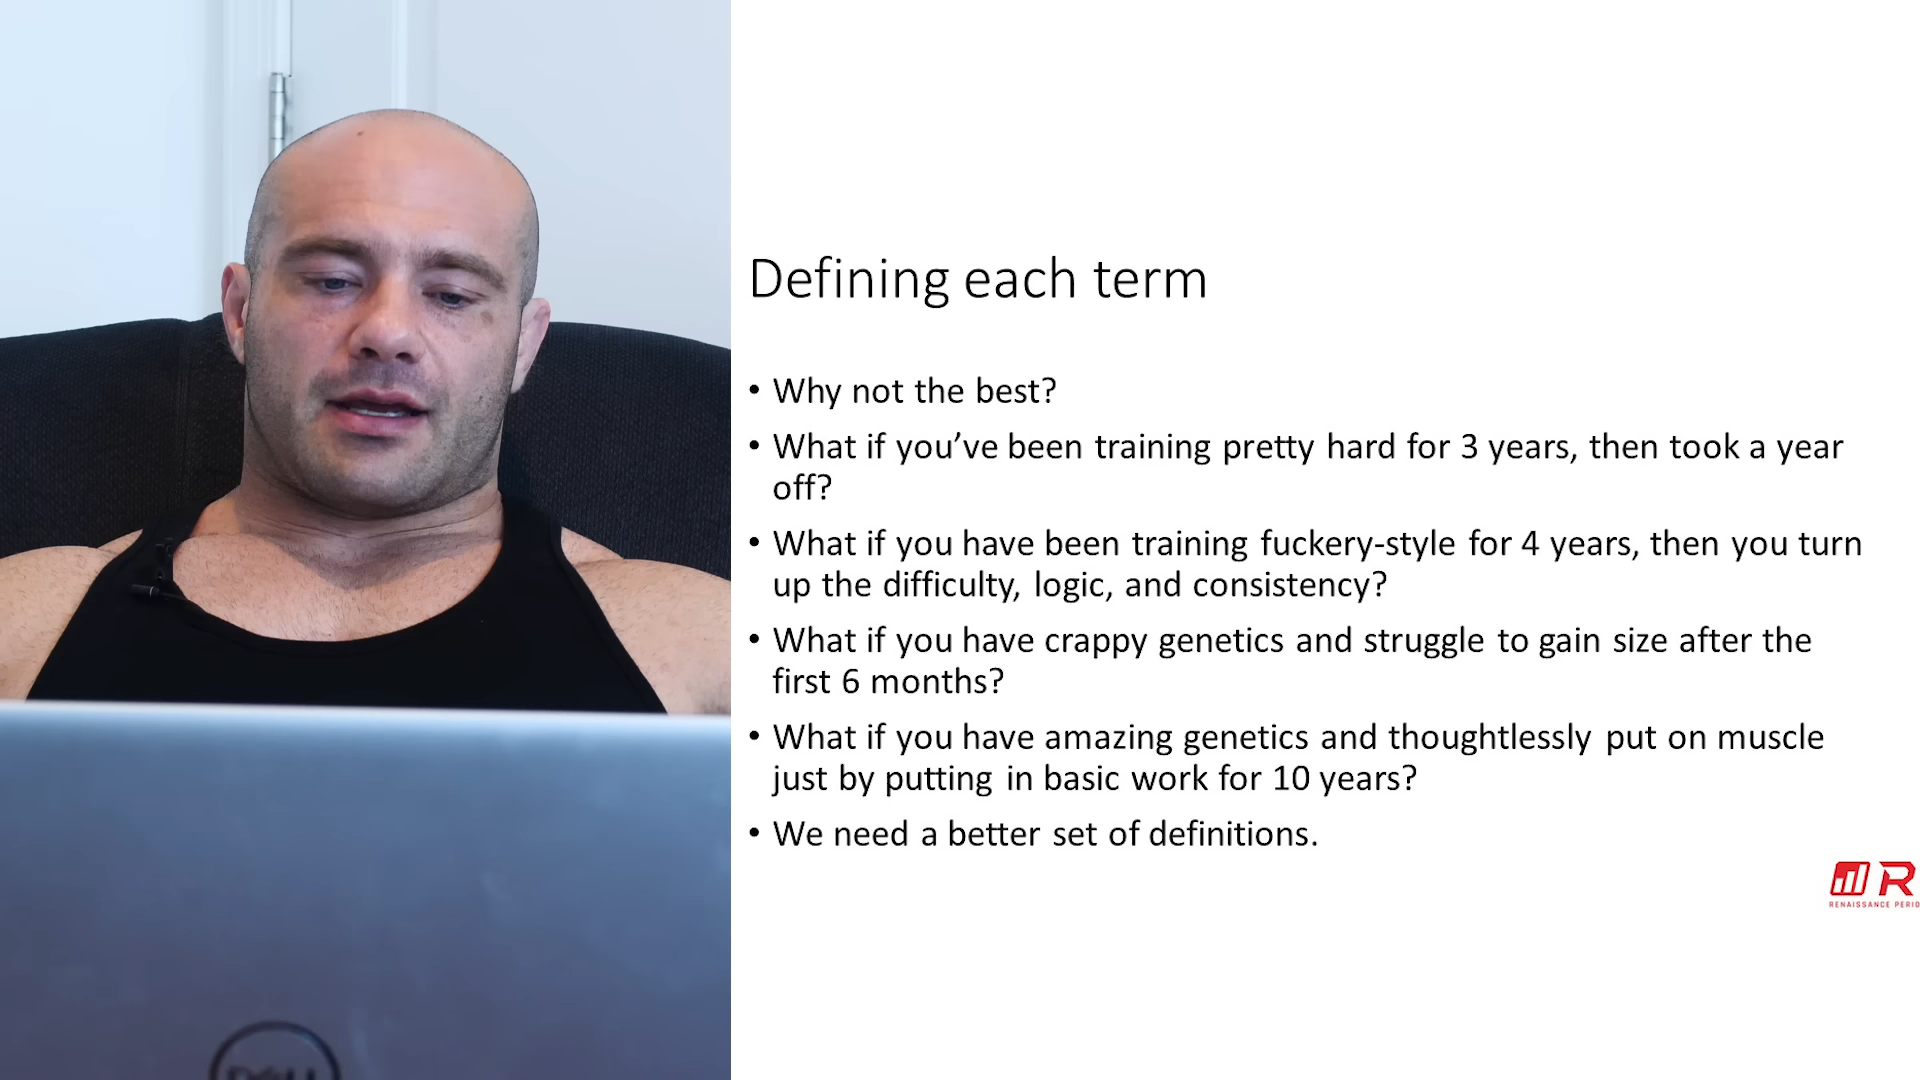 Defining each term
• Why not the best?
• What if you’ve been training pretty hard for 3 years, then took a year
off?
• What if you have been training fuckery-style for 4 years, then you turn
up the difficulty, logic, and consistency?
• What if you have crappy genetics and struggle to gain size after the
first 6 months?
• What if you have amazing genetics and thoughtlessly put on muscle
just by putting in basic work for 10 years?
• We need a better set of definitions.
R
RENAISSANCE PERIO
DELL